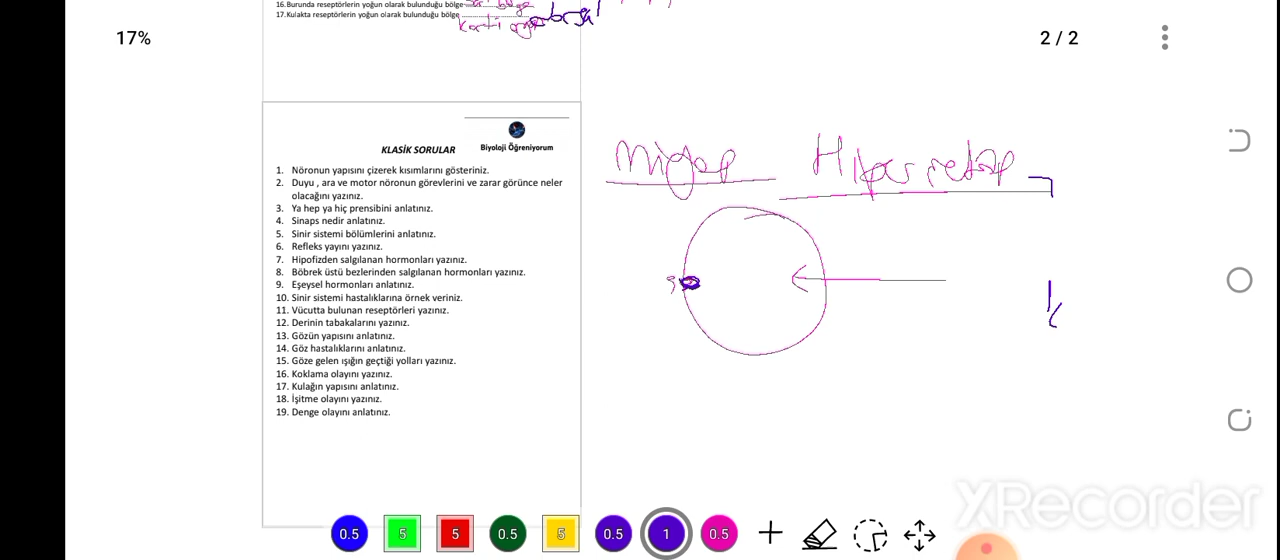 16.Burunda reseptörlerin yoğun olarak bulunduğu bölge
17.Kulakta reseptörlerin yoğun olarak bulunduğu bölge
korti
17%
2 / 2
Biyoloji Öğreniyorum
KLASİK SORULAR
1. Nöronun yapısını çizerek kısımlarını gösteriniz.
2. Duyu , ara ve motor nöronun görevlerini ve zarar görünce neler
olacağını yazınız.
3. Ya hep ya hiç prensibini anlatınız.
4. Sinaps nedir anlatınız.
5. Sinir sistemi bölümlerini anlatınız.
6. Refleks yayını yazınız.
7. Hipofizden salgılanan hormonları yazınız.
8. Böbrek üstü bezlerinden salgılanan hormonları yazınız.
9. Eşeysel hormonları anlatınız.
10. Sinir sistemi hastalıklarına örnek veriniz.
11. Vücutta bulunan reseptörleri yazınız.
12. Derinin tabakalarını yazınız.
13. Gözün yapısını anlatınız.
14. Göz hastalıklarını anlatınız.
15. Göze gelen ışığın geçtiği yolları yazınız.
16. Koklama olayını yazınız.
17. Kulağın yapısını anlatınız.
18. İşitme olayını yazınız.
19. Denge olayını anlatınız.
Miyop Hipermetrop
0.5 5 5 0.5 5 0.5 1 0.5
XRecorder